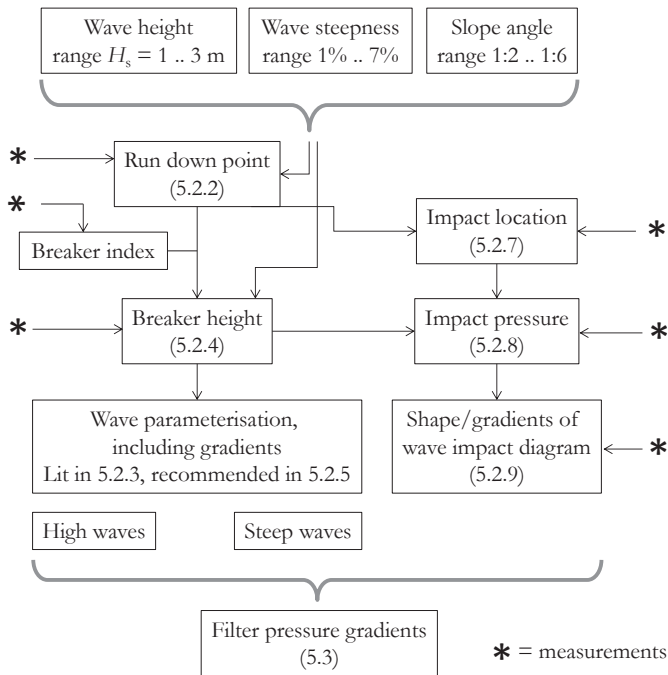 Wave height
range Hs = 1 .. 3 m
Wave steepness
range 1% .. 7%
Slope angle
range 1:2 .. 1:6
*
Run down point
(5.2.2)
*
Breaker index
Impact location
(5.2.7)
*
*
Breaker height
(5.2.4)
Impact pressure
(5.2.8)
*
Wave parameterisation,
including gradients
Lit in 5.2.3, recommended in 5.2.5
Shape/gradients of
wave impact diagram
(5.2.9)
*
High waves
Steep waves
Filter pressure gradients
(5.3)
* = measurements